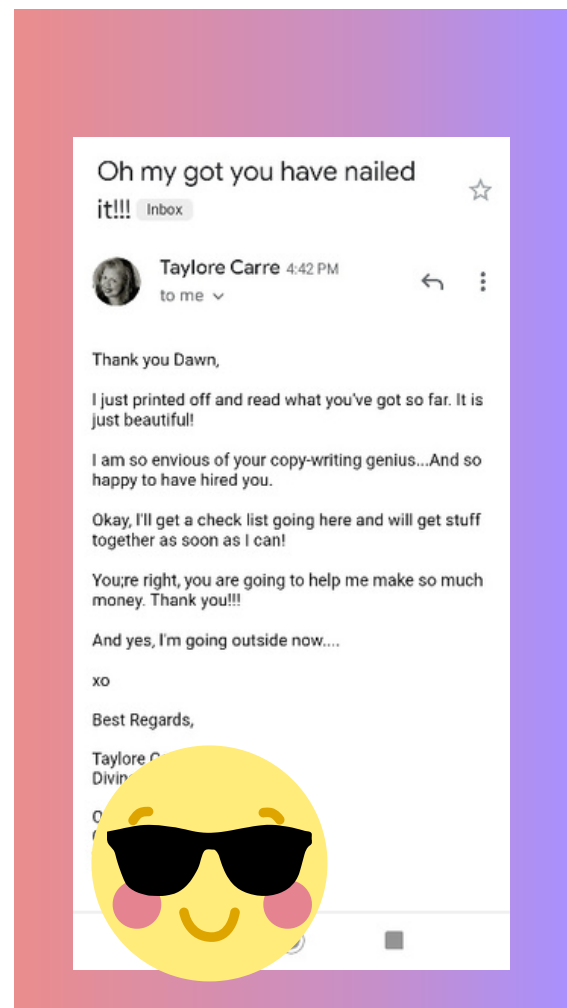 Oh my got you have nailed
it!!! Inbox
Taylore Carre 4:42 PM
to me
Thank you Dawn,
I just printed off and read what you've got so far. It is
just beautiful!
I am so envious of your copy-writing genius...And so
happy to have hired you.
Okay, I'll get a check list going here and will get stuff
together as soon as I can!
You;re right, you are going to help me make so much
money. Thank you!!!
And yes, I'm going outside now....
xo
Best Regards,
Taylore